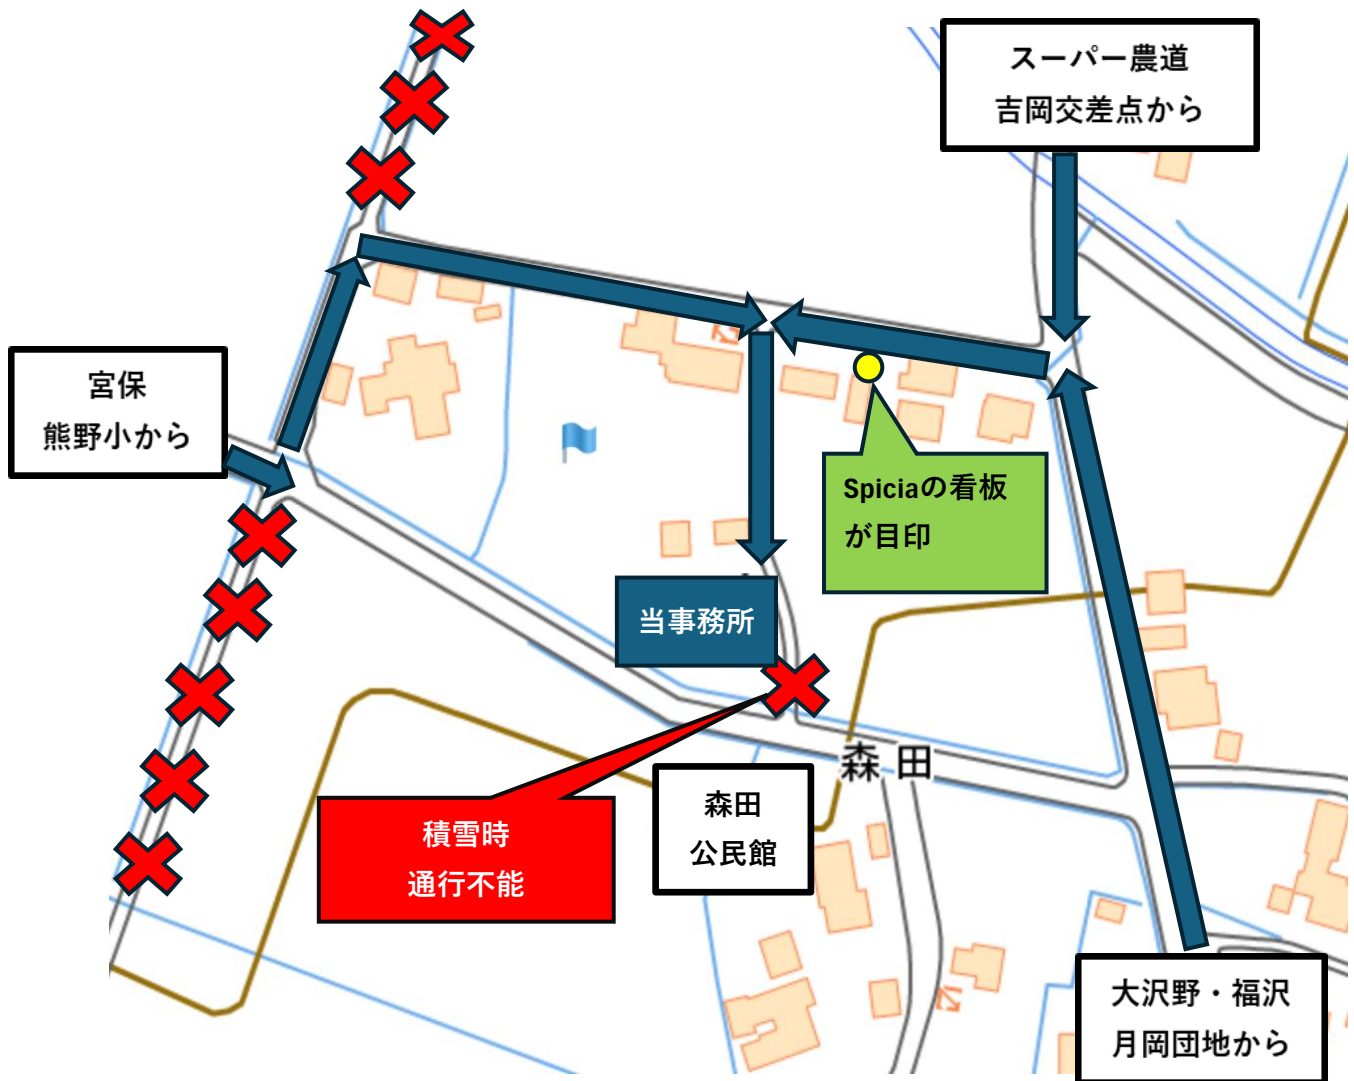 スーパー農道
吉岡交差点から
宮保
熊野小から
Spiciaの看板
が目印
当事務所
森田
積雪時
通行不能
森田
公民館
大沢野・福沢
月岡団地から